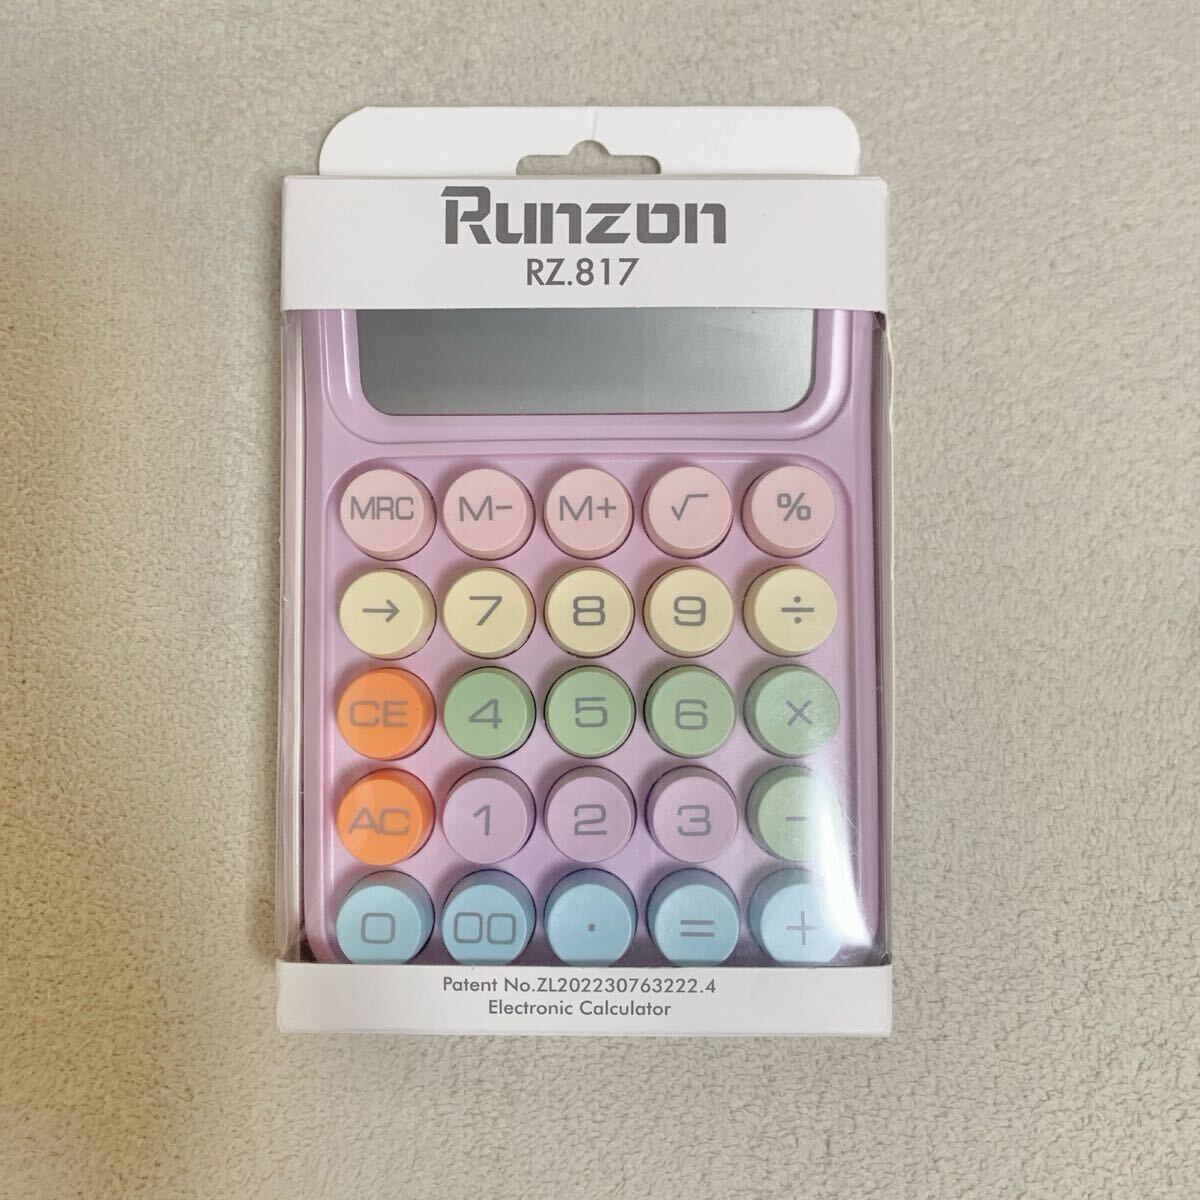 Runzon
RZ.817
MRC M- M+ √ %
→ 7 8 9 ÷
CE 4 5 6 ×
AC 1 2 3 -
0 00 . = +
Patent No.ZL202230763222.4
Electronic Calculator